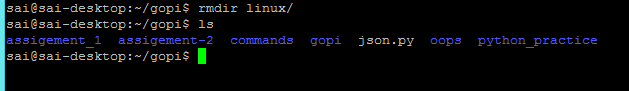 sai@sai-desktop:~/gopi$ rmdir linux/
sai@sai-desktop:~/gopi$ ls
assigement_1  assigement-2  commands  gopi  json.py  oops  python_practice
sai@sai-desktop:~/gopi$